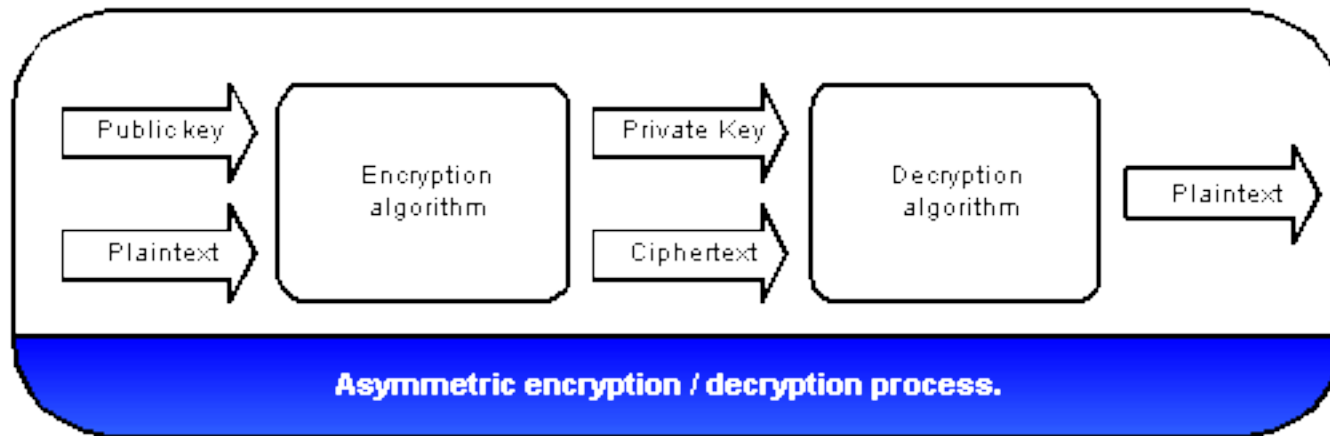 Public key
Plaintext
Encryption
algorithm
Private Key
Ciphertext
Decryption
algorithm
Plaintext
Asymmetric encryption / decryption process.